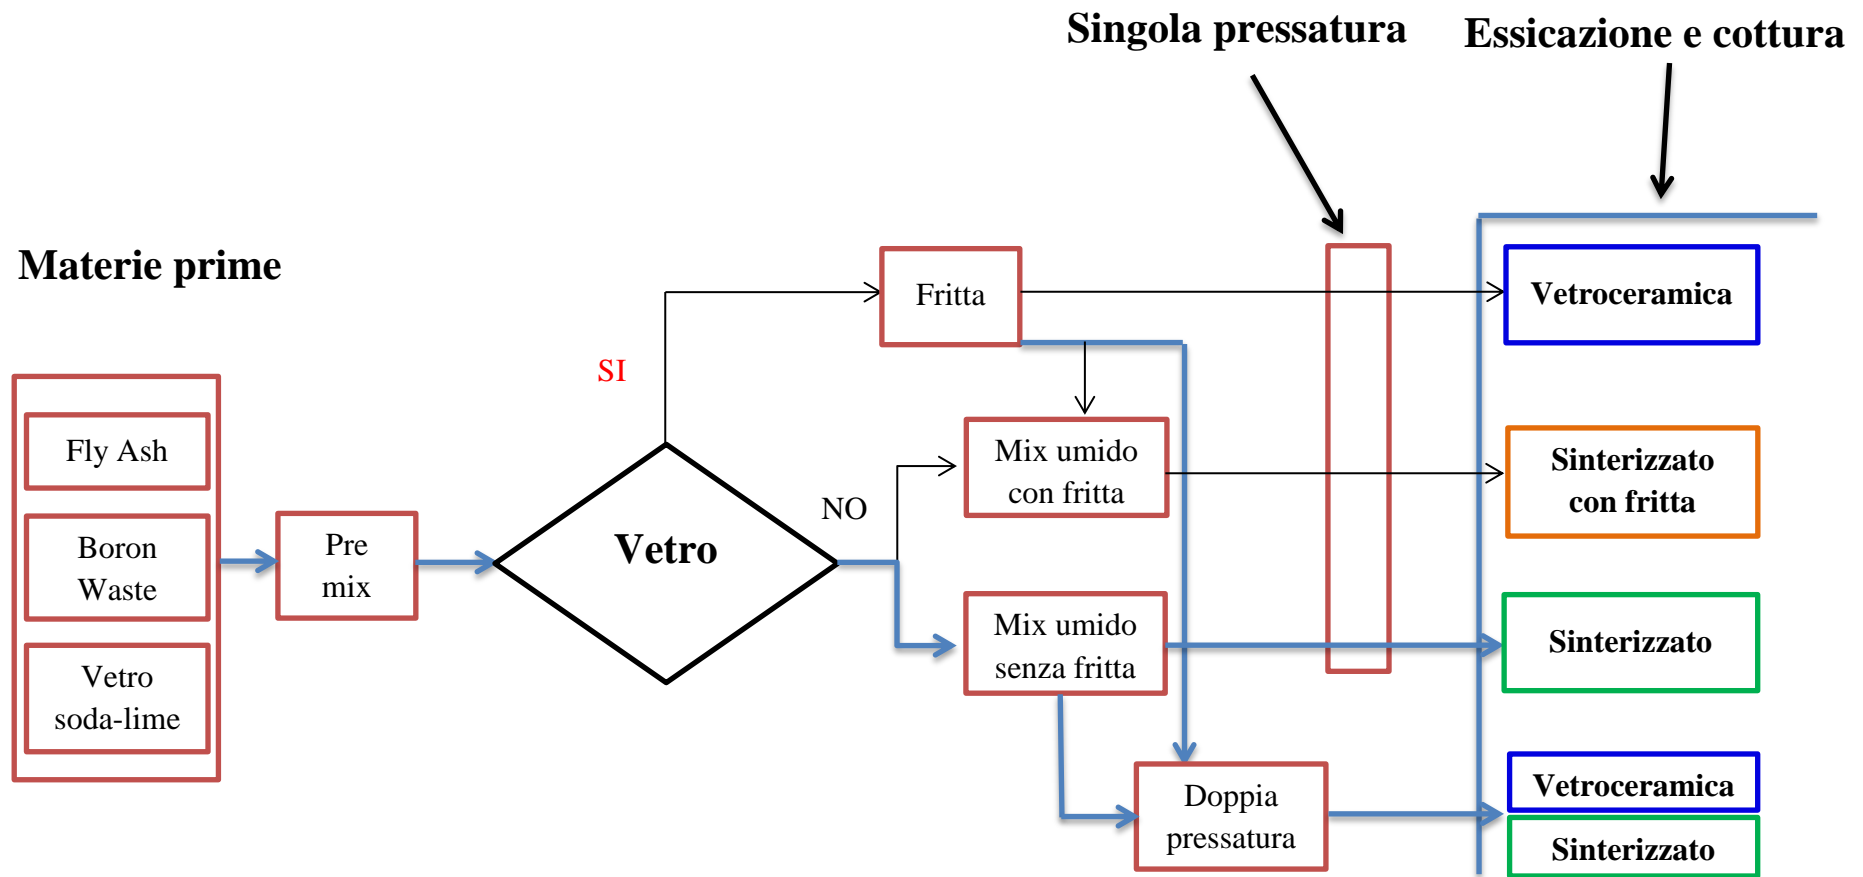 Singola pressatura
Essicazione e cottura
Materie prime
Fly Ash
Boron
Waste
Vetro
soda-lime
Pre
mix
Vetro
SI
NO
Fritta
Mix umido
con fritta
Mix umido
senza fritta
Doppia
pressatura
Vetroceramica
Sinterizzato
con fritta
Sinterizzato
Vetroceramica
Sinterizzato